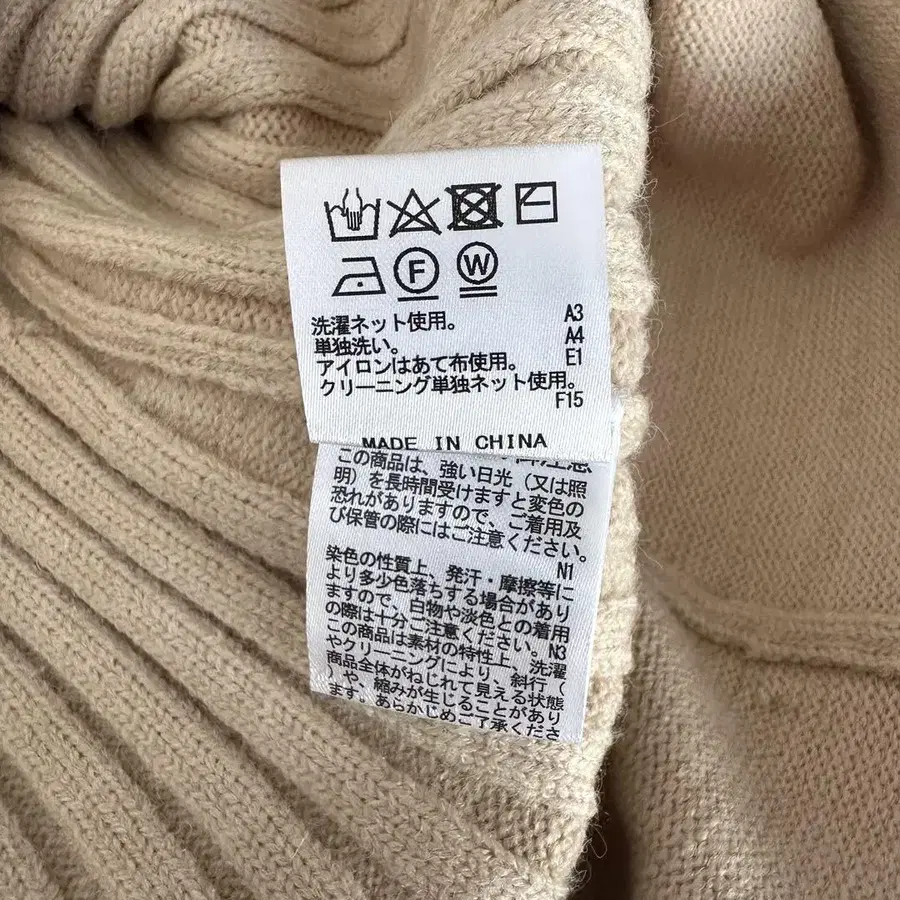 F W
洗濯ネット使用。 A3
単独洗い。 A4
アイロンはあて布使用。 E1
クリーニング単独ネット使用。
F15
MADE IN CHINA
この商品は、強い日光（又は照
明）を長時間受けますと変色の
恐れがありますので、ご着用及
び保管の際にはご注意ください。
N1
染色の性質上、発汗・摩擦等に
より多少色落ちする場合があり
ますので、白物や淡色との着用
の際は十分ご注意ください。N3
この商品は素材の特性上、洗濯
やクリーニングにより、斜行（
商品全体がねじれて見える状態
）や、縮みが生じることがあり
ます。あらかじめご了承くださ